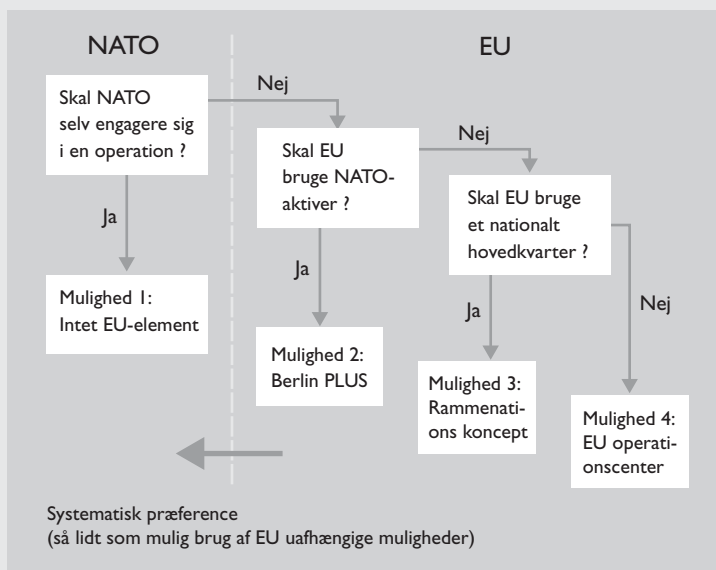 NATO
EU
Skal NATO
selv engagere sig
i en operation ?
Nej
Ja
Mulighed 1:
Intet EU-element
Skal EU
bruge NATO-
aktiver ?
Nej
Ja
Mulighed 2:
Berlin PLUS
Skal EU bruge
et nationalt
hovedkvarter ?
Ja
Nej
Mulighed 3:
Rammenati-
ons koncept
Mulighed 4:
EU operati-
onscenter
Systematisk præference
(så lidt som mulig brug af EU uafhængige muligheder)